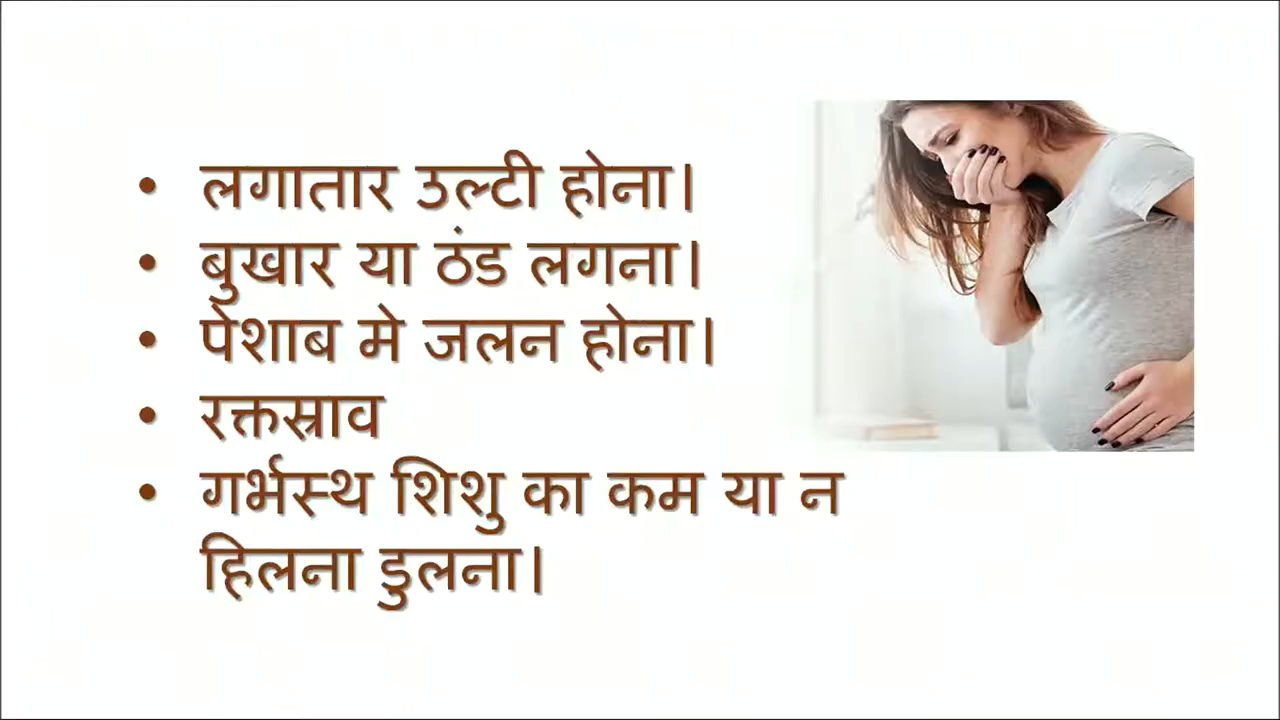 • लगातार उल्टी होना।
• बुखार या ठंड लगना।
• पेशाब मे जलन होना।
• रक्तस्राव
• गर्भस्थ शिशु का कम या न
हिलना डुलना।